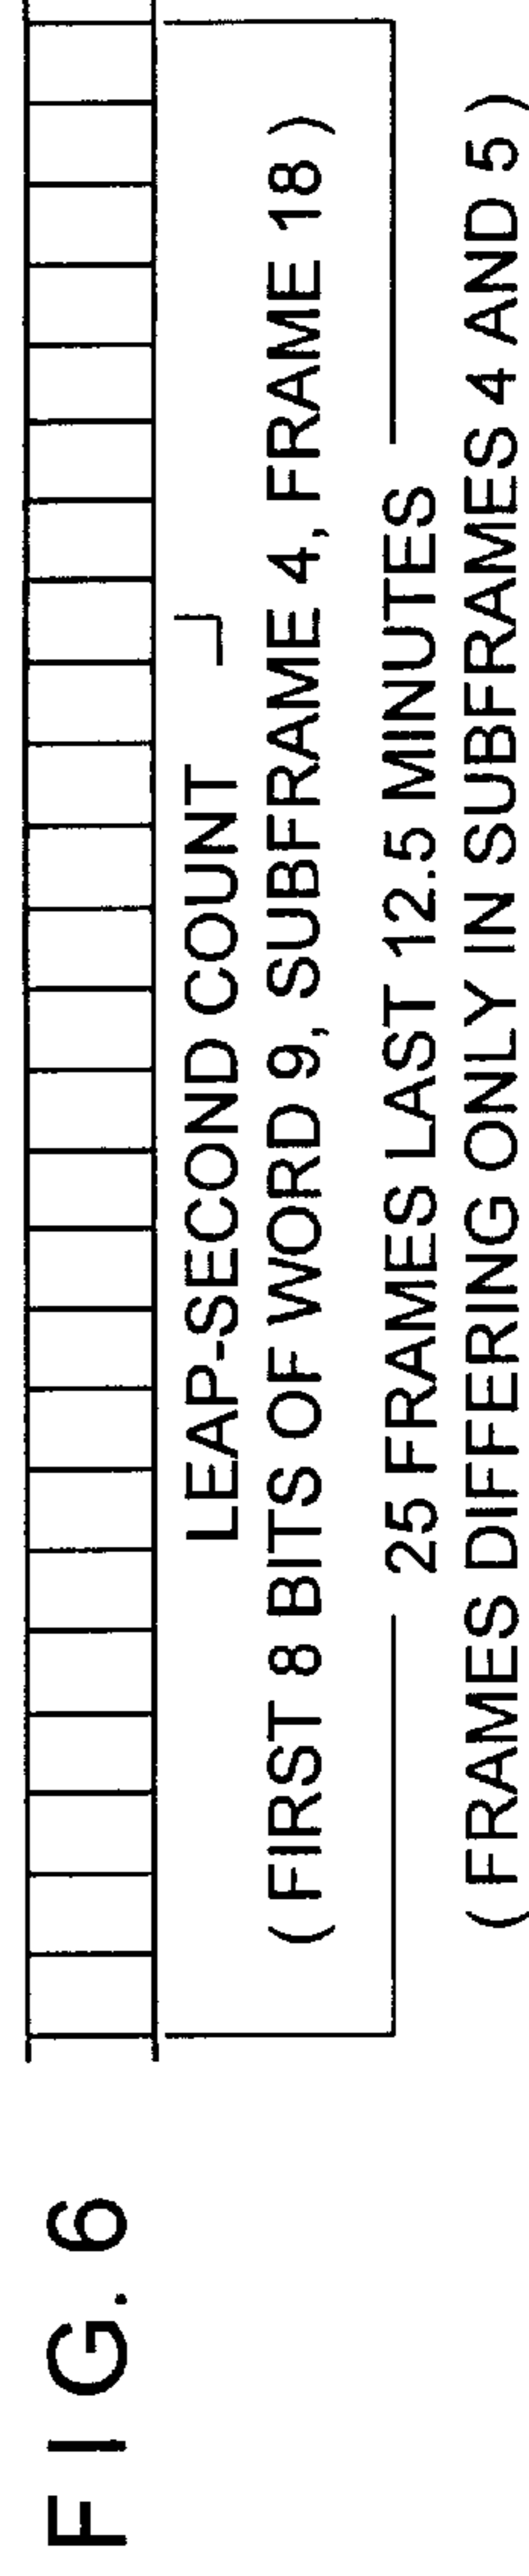 FIG. 6
LEAP-SECOND COUNT
( FIRST 8 BITS OF WORD 9, SUBFRAME 4, FRAME 18 )
25 FRAMES LAST 12.5 MINUTES
( FRAMES DIFFERING ONLY IN SUBFRAMES 4 AND 5 )